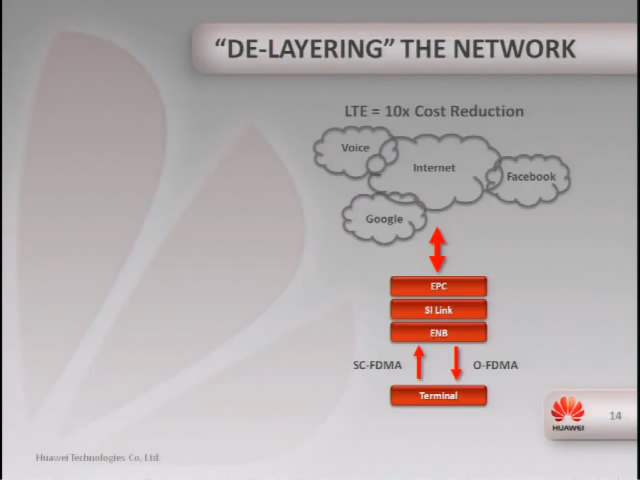 “DE-LAYERING” THE NETWORK
LTE = 10x Cost Reduction
Voice
Internet
Facebook
Google
EPC
SI Link
ENB
SC-FDMA
O-FDMA
Terminal
HUAWEI
14
Huawei Technologies Co, Ltd.